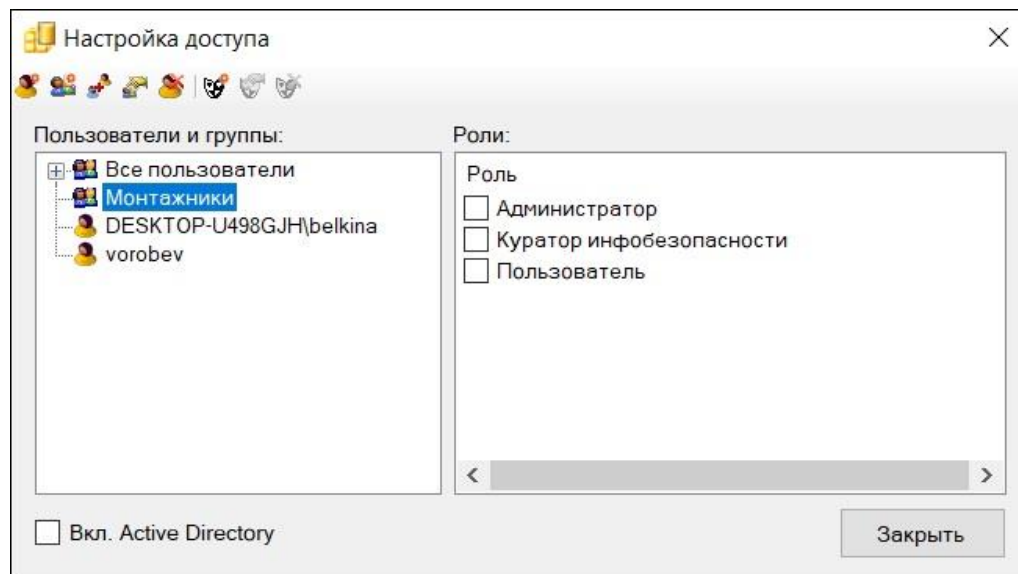 Настройка доступа
Пользователи и группы:
Все пользователи
Монтажники
DESKTOP-U498GJH\belkina
vorobev
Роли:
Роль
Администратор
Куратор инфобезопасности
Пользователь
Вкл. Active Directory
Закрыть